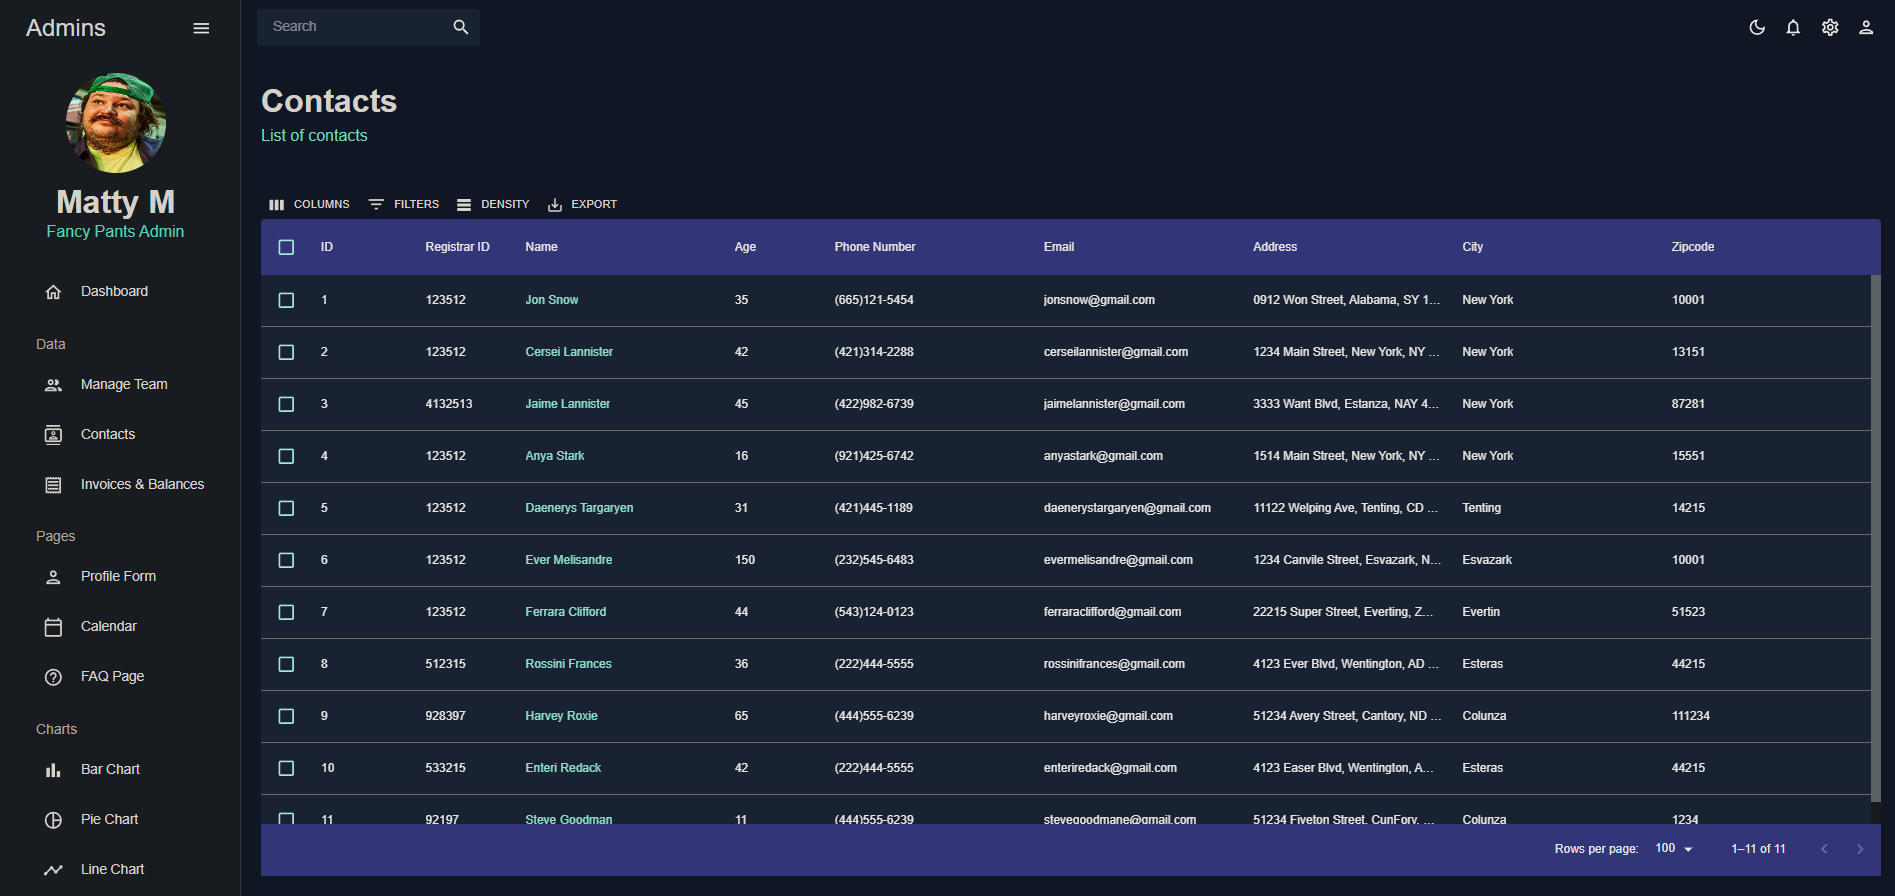 Admins
Search
Matty M
Fancy Pants Admin
Dashboard
Data
Manage Team
Contacts
Invoices & Balances
Pages
Profile Form
Calendar
FAQ Page
Charts
Bar Chart
Pie Chart
Line Chart
Contacts
List of contacts
COLUMNS FILTERS DENSITY EXPORT
ID Registrar ID Name Age Phone Number Email Address City Zipcode
1 123512 Jon Snow 35 (665)121-5454 jonsnow@gmail.com 0912 Won Street, Alabama, SY 1... New York 10001
2 123512 Cersei Lannister 42 (421)314-2288 cerseilannister@gmail.com 1234 Main Street, New York, NY ... New York 13151
3 4132513 Jaime Lannister 45 (422)982-6739 jaimelannister@gmail.com 3333 Want Blvd, Estanza, NAY 4... New York 87281
4 123512 Anya Stark 16 (921)425-6742 anyastark@gmail.com 1514 Main Street, New York, NY ... New York 15551
5 123512 Daenerys Targaryen 31 (421)445-1189 daenerystargaryen@gmail.com 11122 Welping Ave, Tenting, CD ... Tenting 14215
6 123512 Ever Melisandre 150 (232)545-6483 evermelisandre@gmail.com 1234 Canvile Street, Esvazark, N... Esvazark 10001
7 123512 Ferrara Clifford 44 (543)124-0123 ferraraclifford@gmail.com 22215 Super Street, Everting, Z... Evertin 51523
8 512315 Rossini Frances 36 (222)444-5555 rossinifrances@gmail.com 4123 Ever Blvd, Wentington, AD ... Esteras 44215
9 928397 Harvey Roxie 65 (444)555-6239 harveyroxie@gmail.com 51234 Avery Street, Cantory, ND ... Colunza 111234
10 533215 Enteri Redack 42 (222)444-5555 enteriredack@gmail.com 4123 Easer Blvd, Wentington, A... Esteras 44215
11 92197 Steve Goodman 11 (444)555-6239 stevegoodmane@gmail.com 51234 Fiveton Street, CunFory, ... Colunza 1234
Rows per page: 100 1–11 of 11